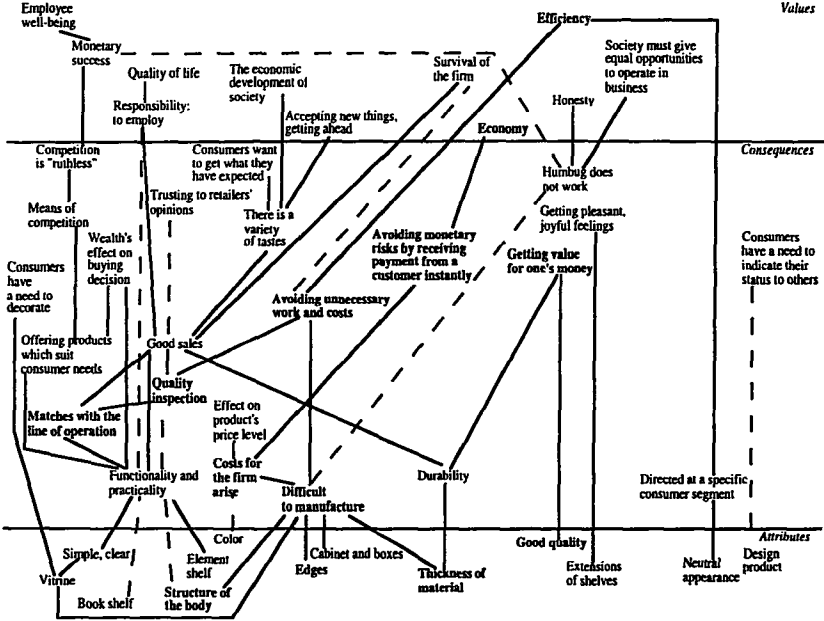 Employee
well-being
Efficiency
Values
Monetary
success
Quality of life
The economic
development of
society
Survival of
the firm
Society must give
equal opportunities
to operate in
business
Responsibility:
to employ
Accepting new things,
getting ahead
Honesty
Economy
Competition
is "ruthless"
Consumers want
to get what they
have expected
Consequences
Humbug does
not work
Trusting to retailers'
opinions
Means of
competition
There is a
variety
of tastes
Getting pleasant,
joyful feelings
Wealth's
effect on
buying
decision
Avoiding monetary
risks by receiving
payment from a
customer instantly
Getting value
for one's money
Consumers
have a need to
indicate their
status to others
Consumers
have
a need to
decorate
Avoiding unnecessary
work and costs
Offering products
which suit
consumer needs
Good sales
Quality
inspection
Matches with the
line of operation
Effect on
product's
price level
Functionality and
practicality
Costs for
the firm
arise
Difficult
to manufacture
Durability
Directed at a specific
consumer segment
Color
Good quality
Attributes
Simple, clear
Element
shelf
Cabinet and boxes
Edges
Vitrine
Book shelf
Structure of
the body
Thickness of
material
Extensions
of shelves
Neutral
appearance
Design
product